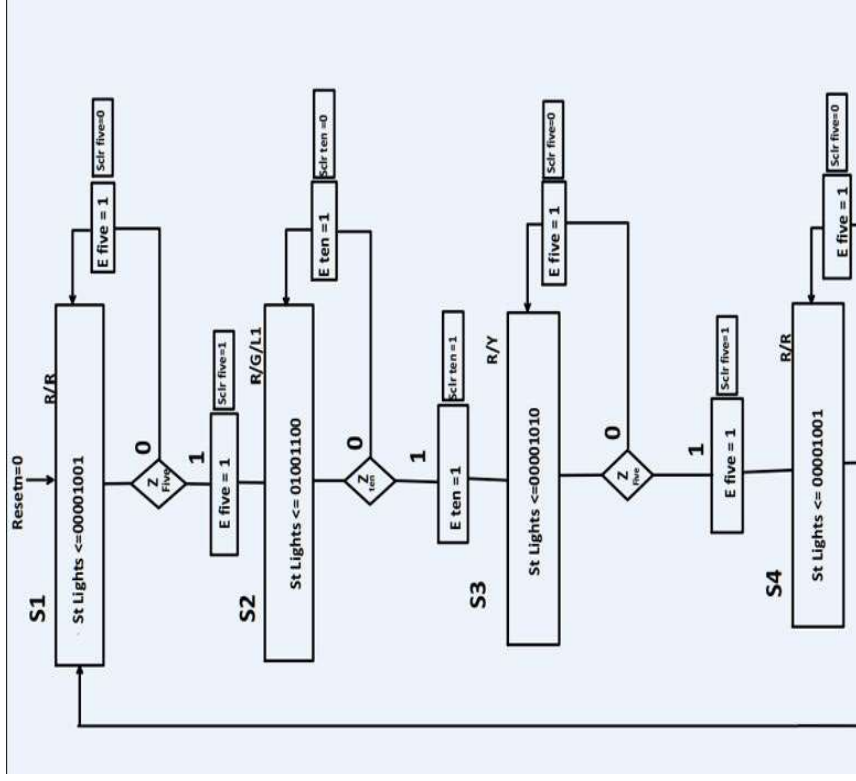 Resetn=0
S1
R/R
St Lights <=00001001
E five = 1
Sclr five=0
Z
Five
0
1
E five = 1
Sclr five=1
S2
R/G/L1
St Lights <= 01001100
E ten =1
Sclr ten =0
Z
ten
0
1
E ten =1
Sclr ten =1
S3
R/Y
St Lights <=00001010
E five = 1
Sclr five=0
Z
Five
0
1
E five = 1
Sclr five=1
S4
R/R
St Lights <= 00001001
E five = 1
Sclr five=0